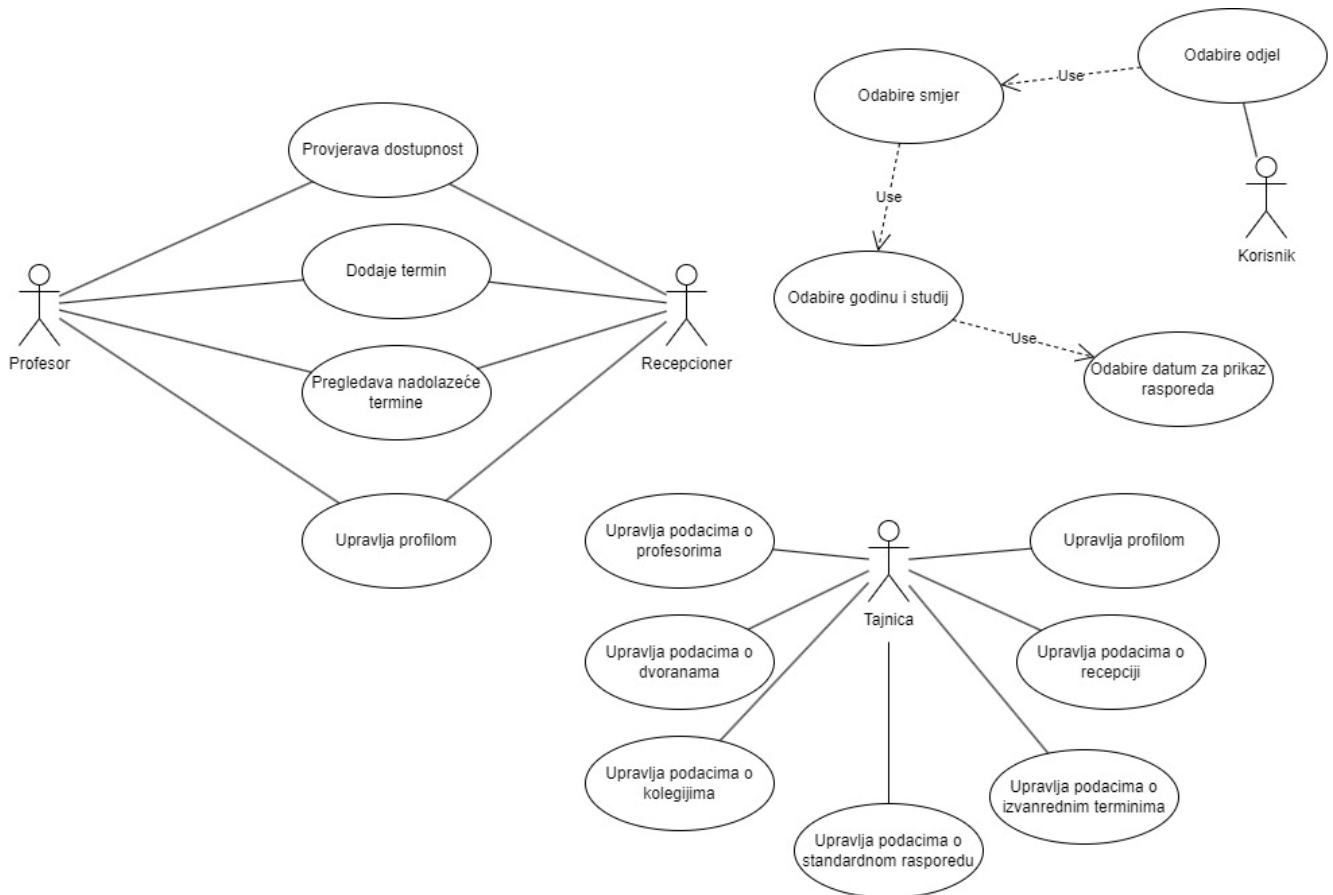 Odabire odjel
Use
Odabire smjer
Use
Korisnik
Odabire godinu i studij
Use
Odabire datum za prikaz
rasporeda
Provjerava dostupnost
Dodaje termin
Profesor
Recepcioner
Pregledava nadolazeće
termine
Upravlja profilom
Upravlja podacima o
profesorima
Upravlja profilom
Tajnica
Upravlja podacima o
dvoranama
Upravlja podacima o
recepciji
Upravlja podacima o
kolegijima
Upravlja podacima o
izvanrednim terminima
Upravlja podacima o
standardnom rasporedu